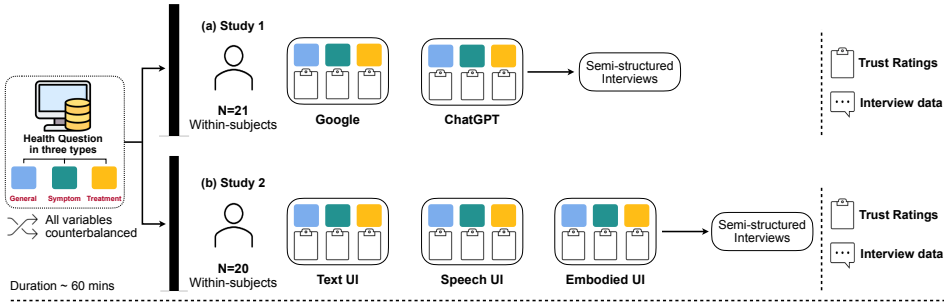 Health Question
in three types
General Symptom Treatment
All variables
counterbalanced
Duration ~ 60 mins
(a) Study 1
N=21
Within-subjects
Google
ChatGPT
Semi-structured
Interviews
Trust Ratings
Interview data
(b) Study 2
N=20
Within-subjects
Text UI
Speech UI
Embodied UI
Semi-structured
Interviews
Trust Ratings
Interview data